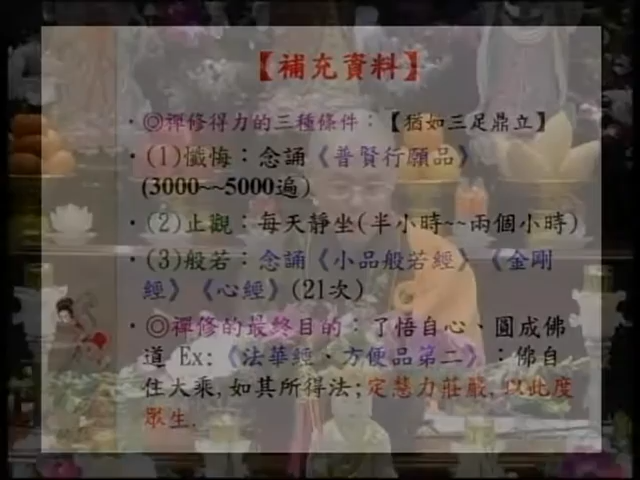 【補充資料】
·◎禪修得力的三種條件：【猶如三足鼎立】
·(1)懺悔：念誦《普賢行願品》
(3000~~5000遍)
·(2)止觀：每天靜坐(半小時~~兩個小時)
·(3)般若：念誦《小品般若經》《金剛
經》《心經》(21次)
·◎禪修的最終目的：了悟自心、圓成佛
道 Ex:《法華經、方便品第二》：佛自
住大乘,如其所得法;定慧力莊嚴,以此度
眾生.